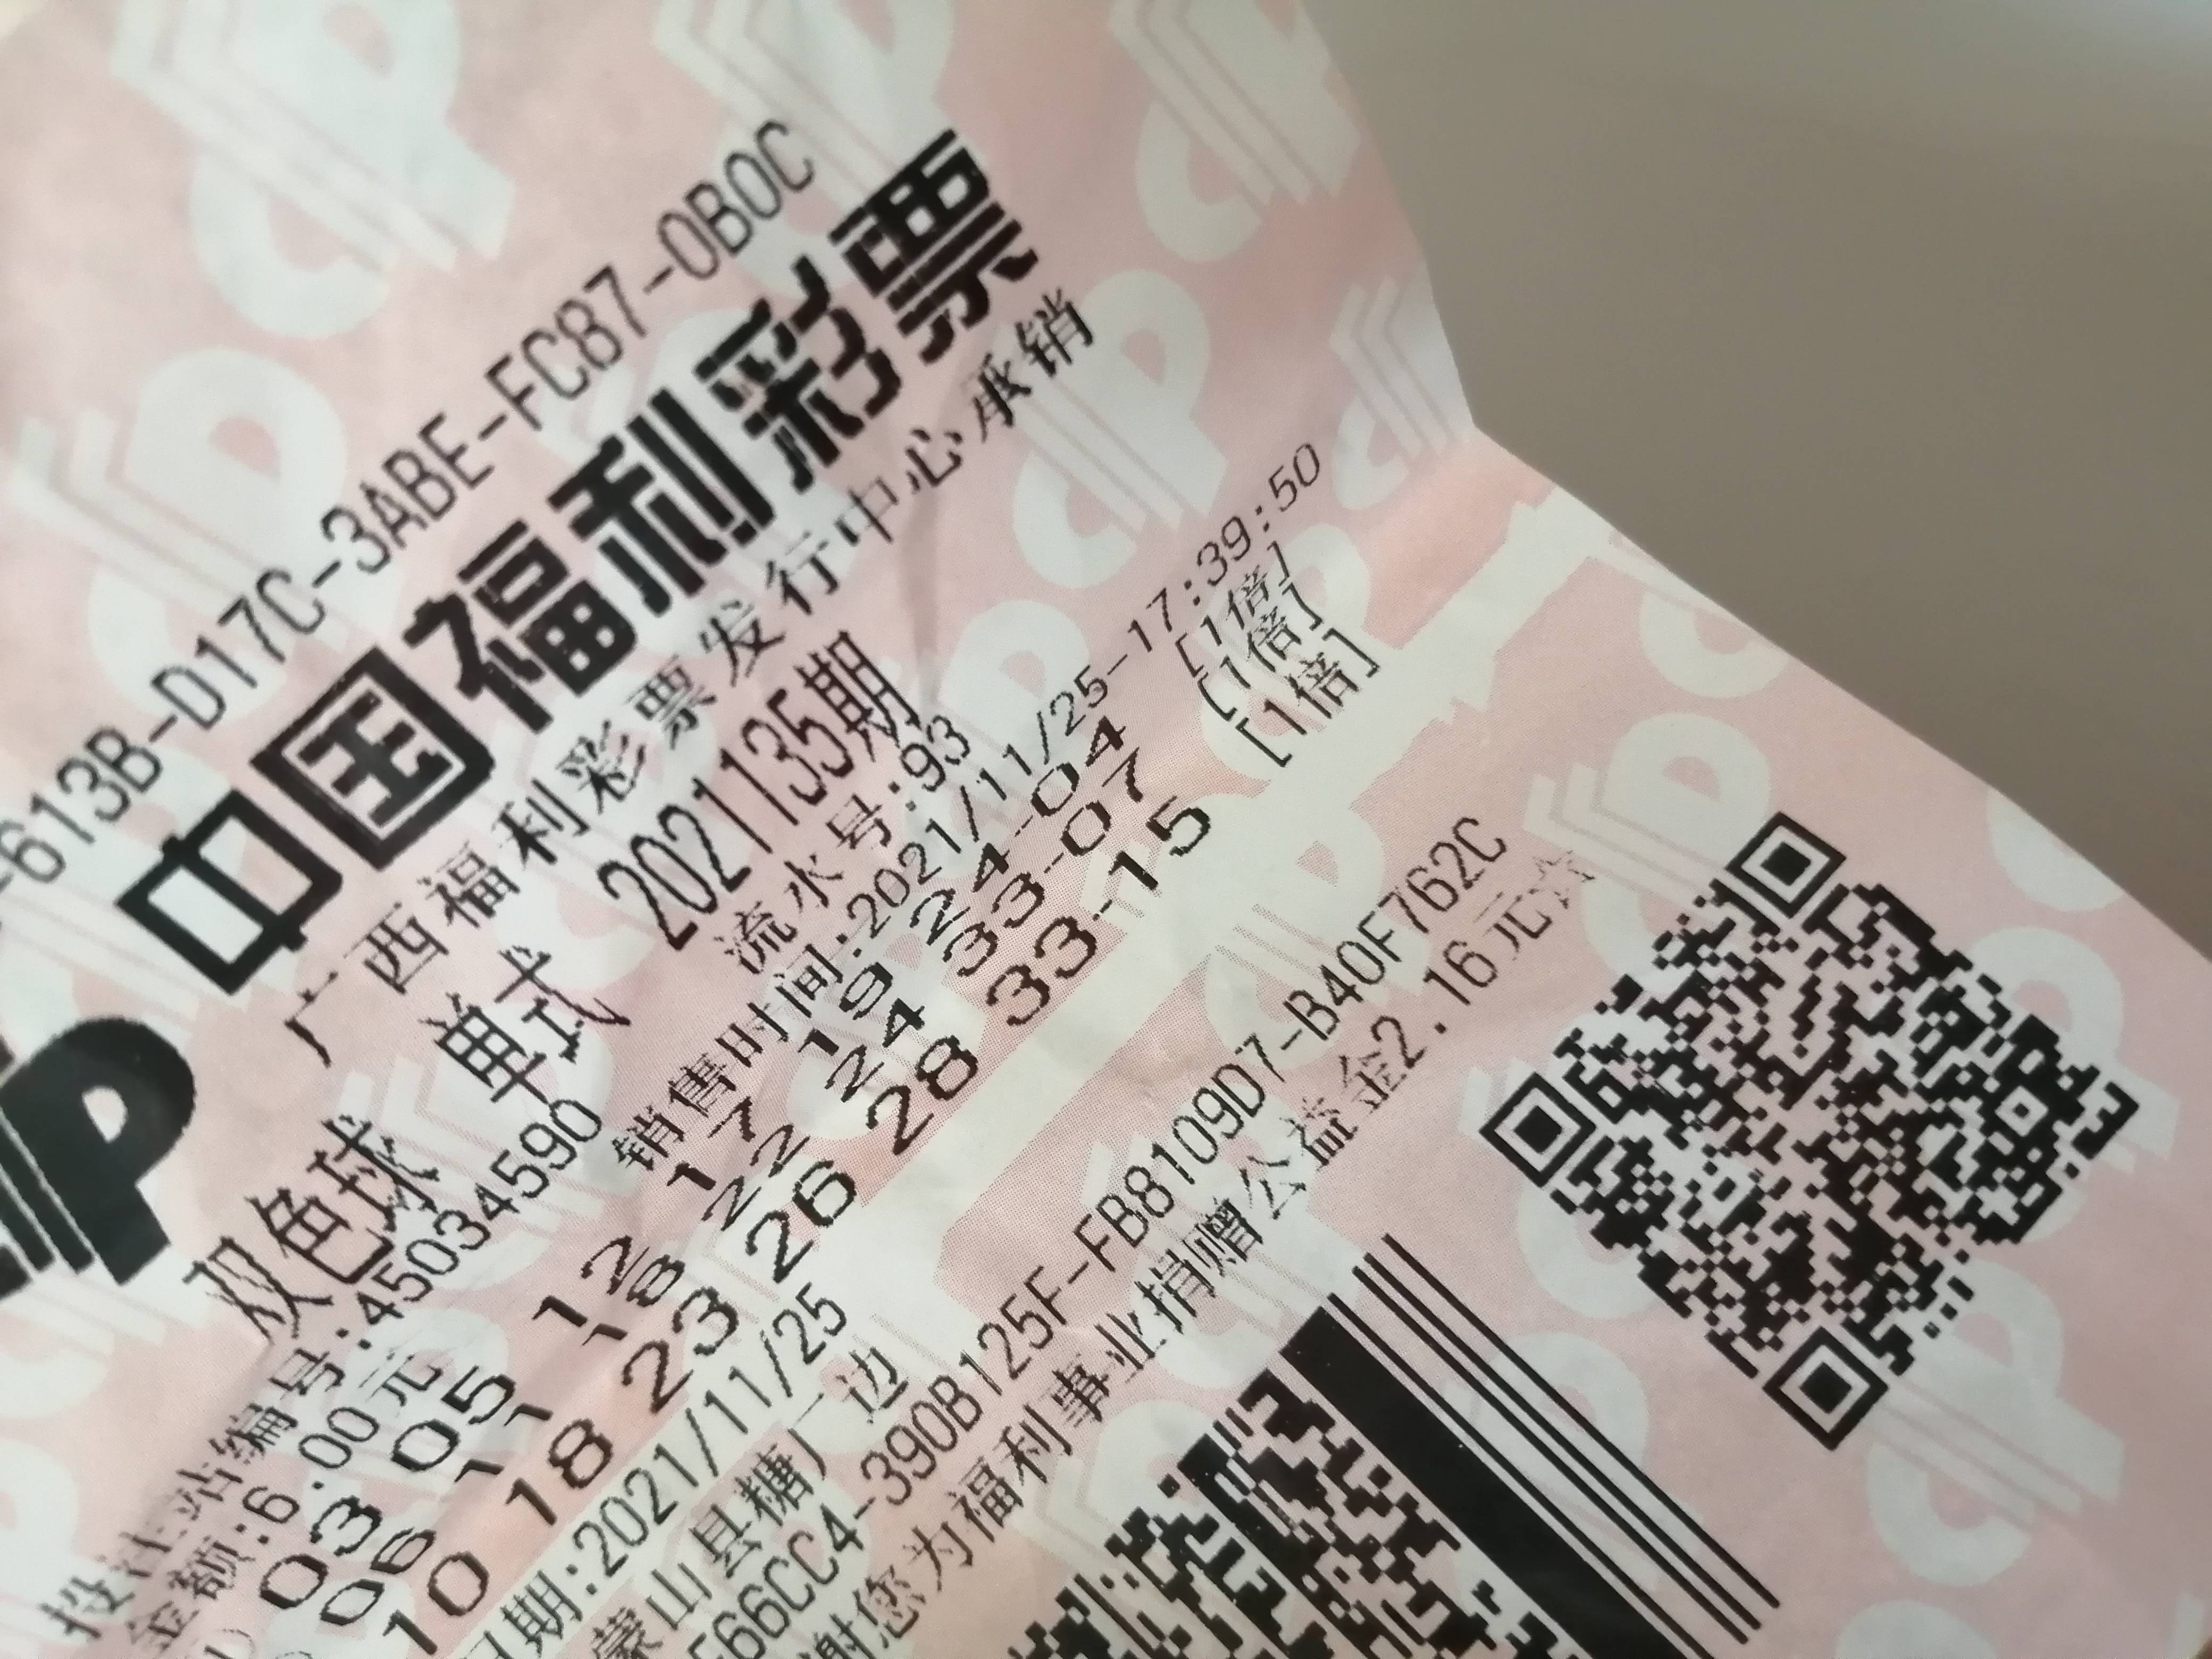 -613B-D17C-3ABE-FC87-0B0C
中国福利彩票
广西福利彩票发行中心承销
双色球 单式 2021135期
投注站编号:45034590 流水号:93
金额:6.00元 销售时间:2021/11/25-17:39:50
03 05 12 17 19 24-04 [1倍]
06 11 18 22 24 33-07 [1倍]
10 18 23 26 28 33-15 [1倍]
日期:2021/11/25
蒙山县糖厂一边
E66CC4-390B125F-FB8109D7-B40F762C
谢您为福利事业捐赠公益金2.16元☆